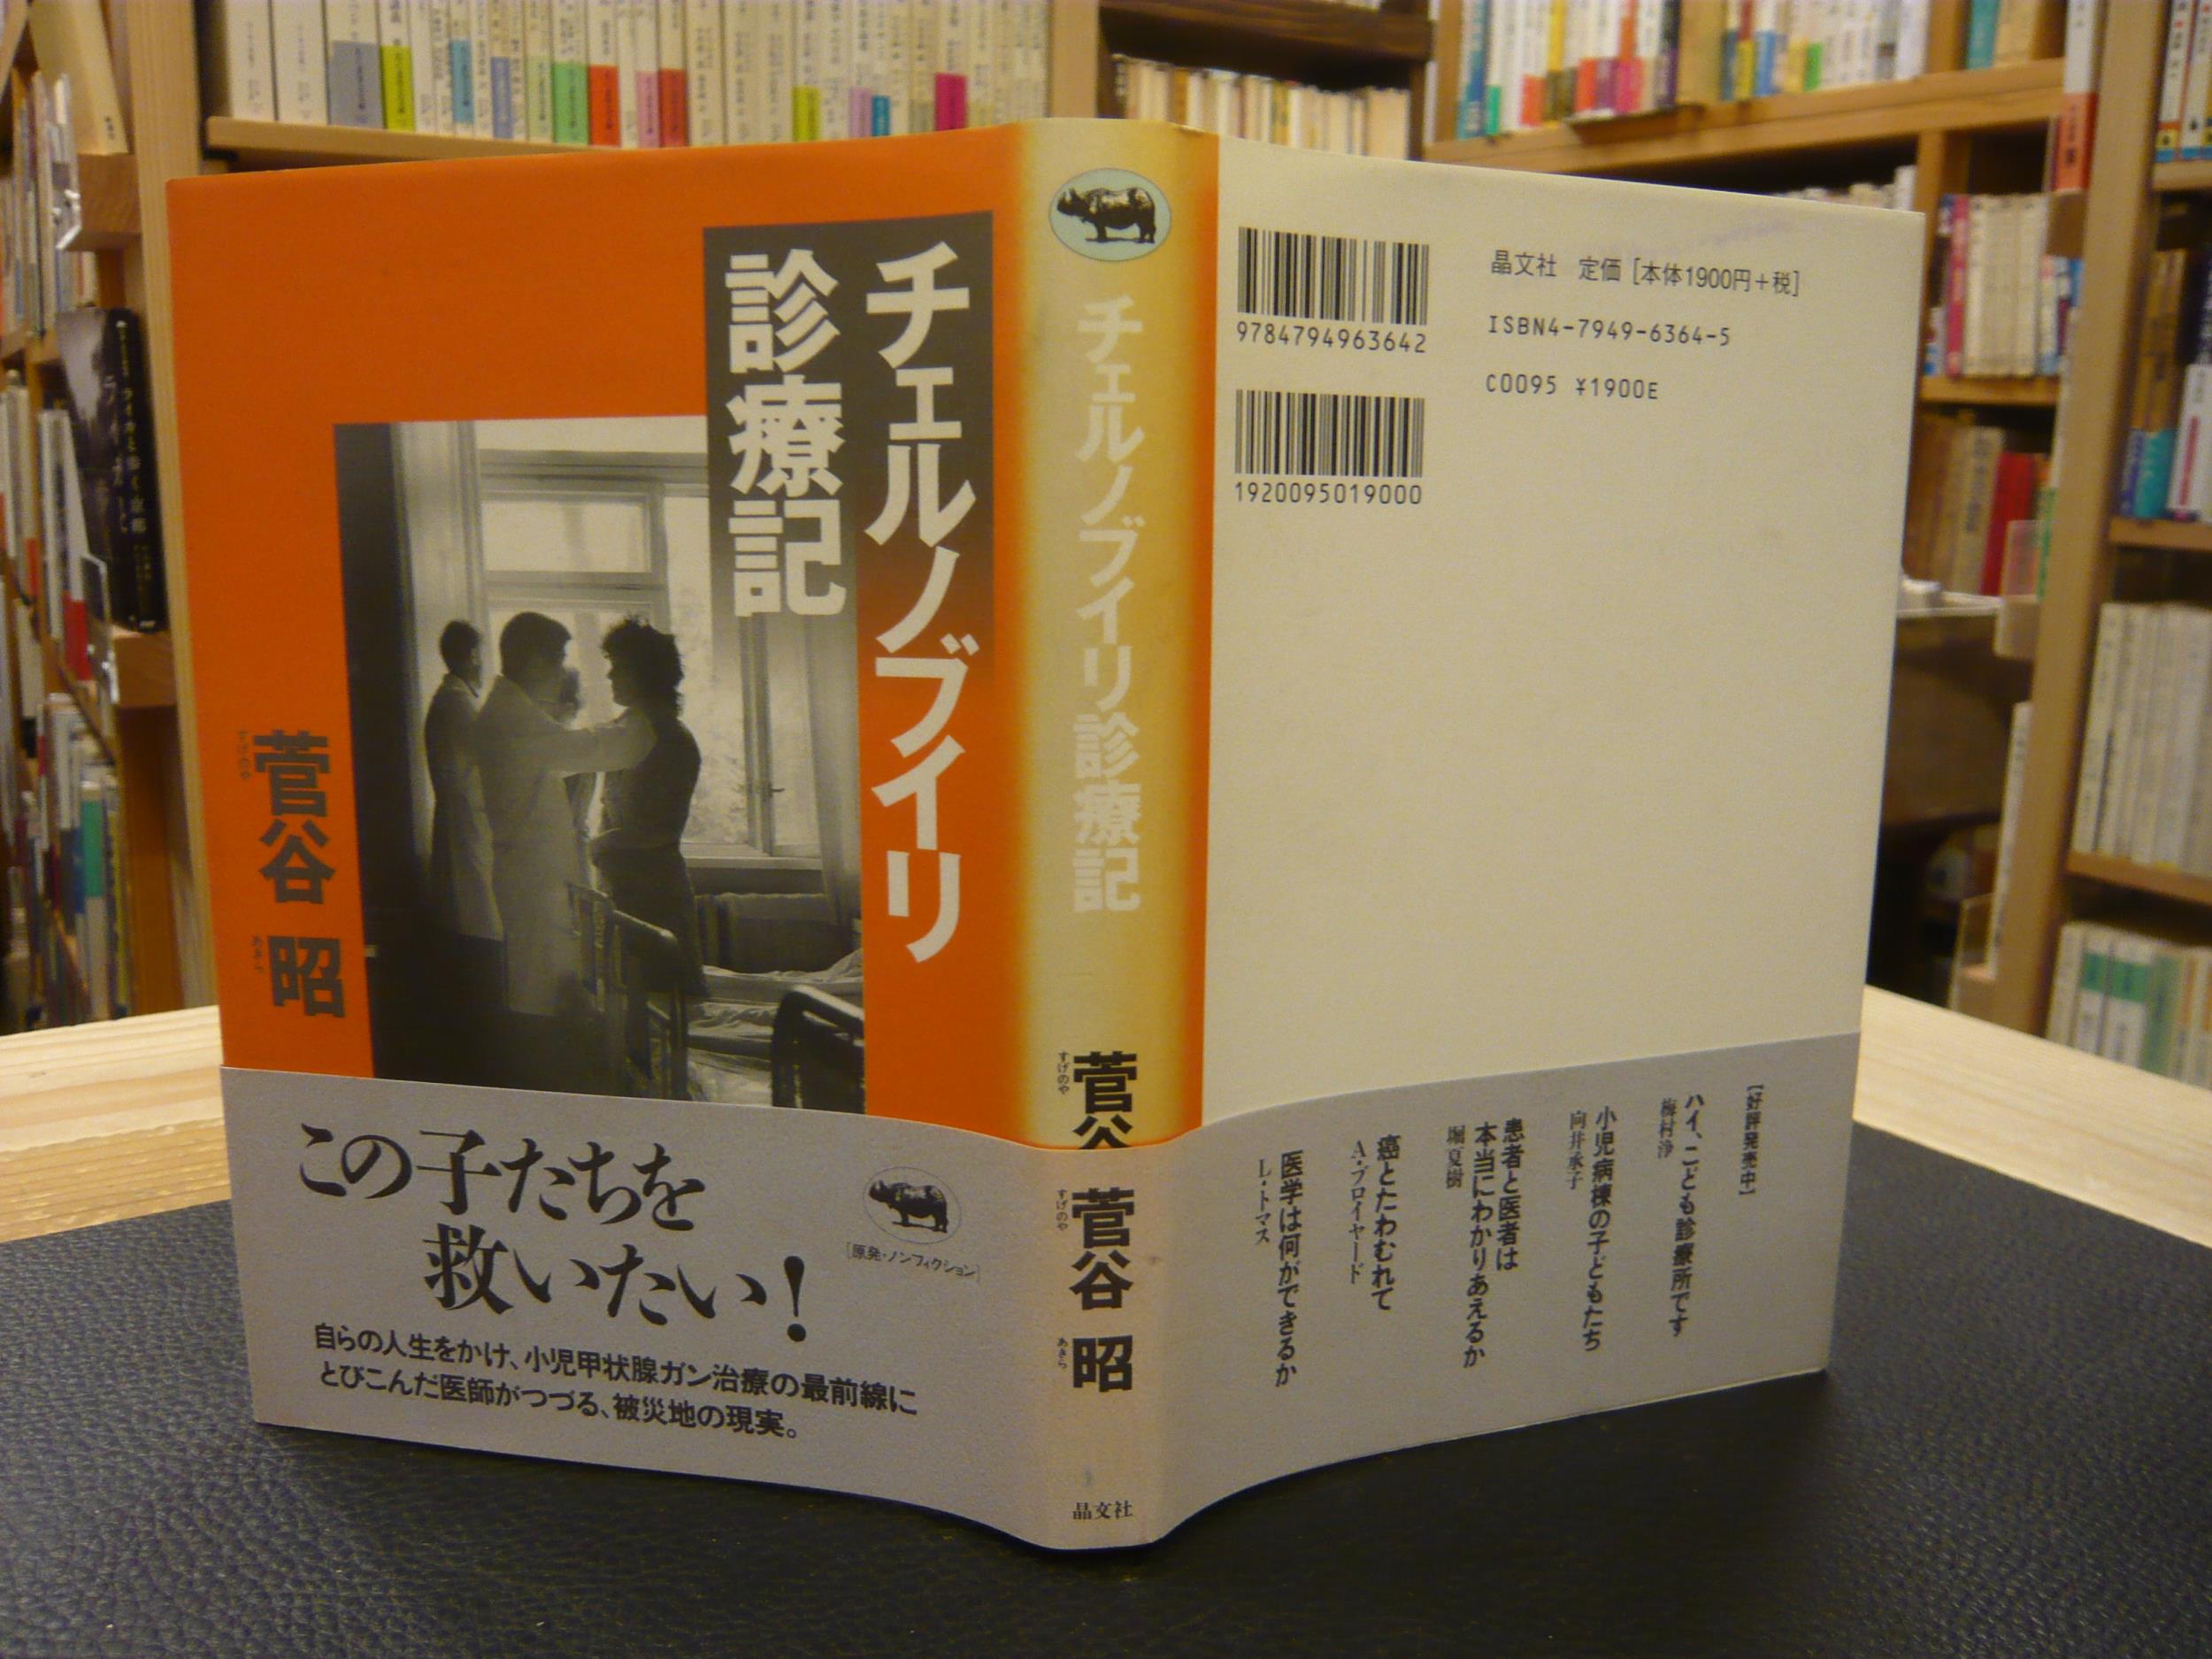 チェルノブイリ
診療記
菅谷 昭
すげのや
あきら
この子たちを
救いたい!
[原発・ノンフィクション]
自らの人生をかけ、小児甲状腺ガン治療の最前線に
とびこんだ医師がつづる、被災地の現実。
チェルノブイリ診療記
菅谷
すげのや
菅谷 昭
すげのや
あきら
晶文社
9784794963642
1920095019000
晶文社 定価[本体1900円+税]
ISBN4-7949-6364-5
C0095 ¥1900E
[好評発売中]
ハイ、こども診療所です
梅村浄
小児病棟の子どもたち
向井承子
患者と医者は
本当にわかりあえるか
堀夏樹
癌とたわむれて
A・ブロイヤード
医学は何ができるか
L・トマス